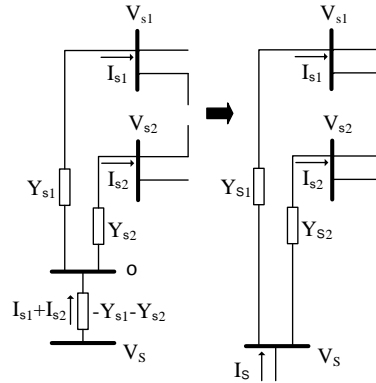 Vs1
Is1
Vs2
Is2
Ys1
Ys2
o
Is1+Is2
-Ys1-Ys2
VS
Vs1
Is1
Vs2
Is2
YS1
YS2
IS
VS